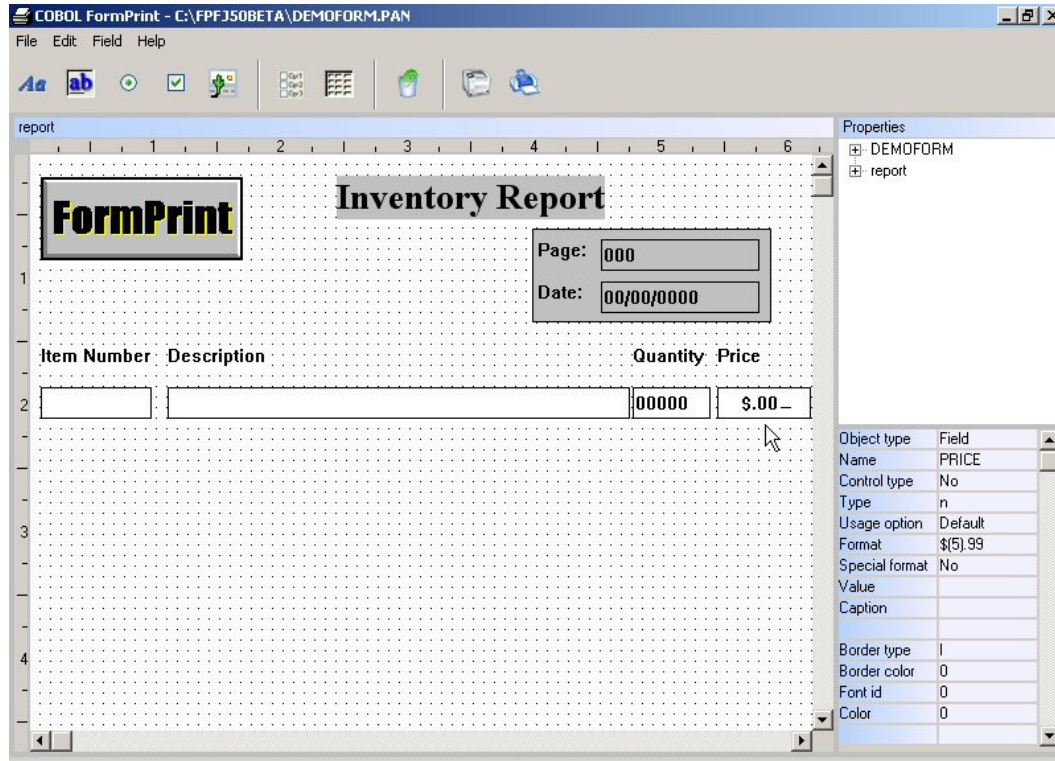 COBOL FormPrint - C:\FPFJ50BETA\DEMOFORM.PAN
File Edit Field Help
Aa ab
report
1 2 3 4 5 6
FormPrint
Inventory Report
Page: 000
1
Date: 00/00/0000
Item Number Description Quantity Price
2 00000 $.00
3
4
Properties
DEMOFORM
report
Object type Field
Name PRICE
Control type No
Type n
Usage option Default
Format $(5).99
Special format No
Value
Caption
Border type I
Border color 0
Font id 0
Color 0